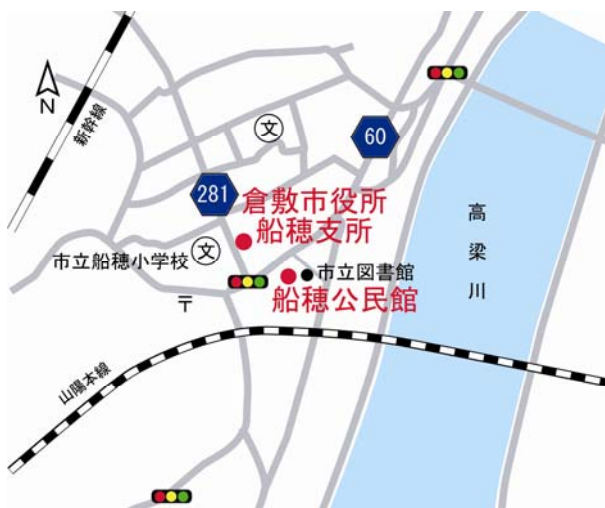 N
新幹線
文
60
281
倉敷市役所
船穂支所
高梁川
市立船穂小学校
文
市立図書館
船穂公民館
〒
山陽本線